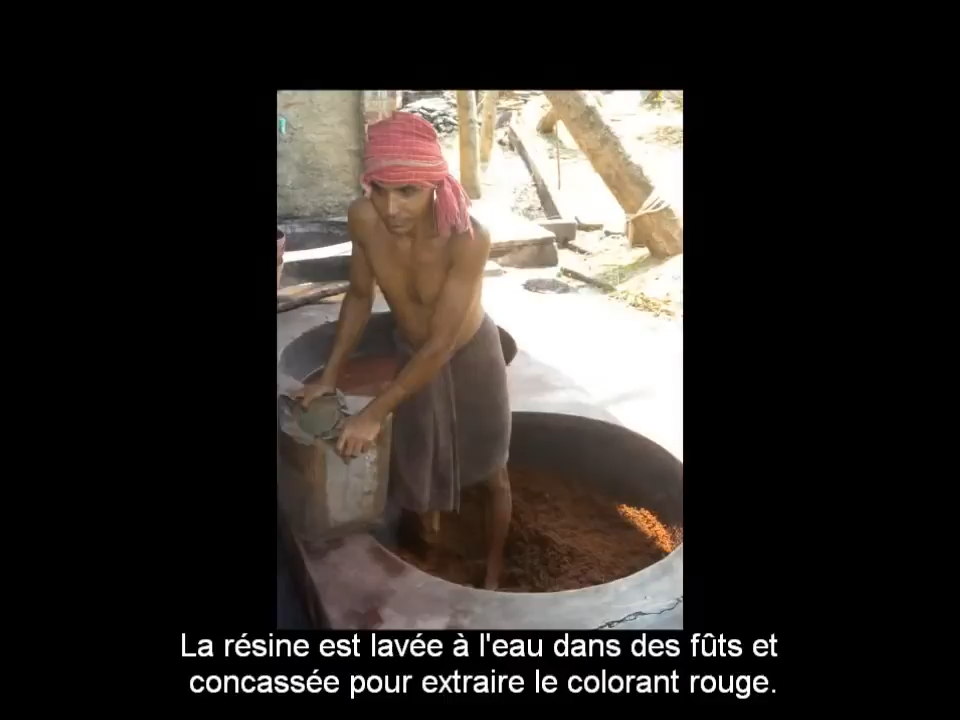 La résine est lavée à l'eau dans des fûts et
concassée pour extraire le colorant rouge.